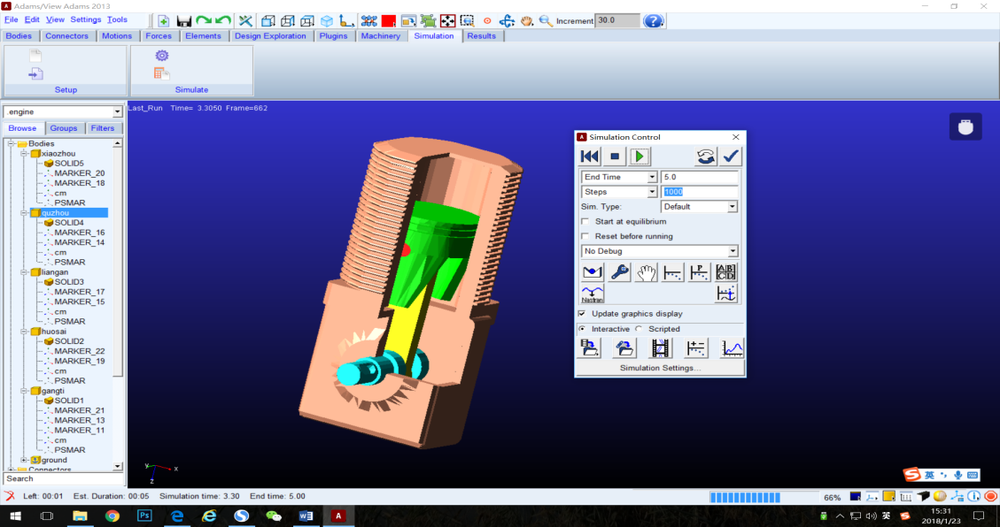 Adams/View Adams 2013
File Edit View Settings Tools
Increment 30.0
Bodies Connectors Motions Forces Elements Design Exploration Plugins Machinery Simulation Results
Setup Simulate
.engine
Browse Groups Filters
Bodies
xiaozhou
SOLID5
MARKER_20
MARKER_18
cm
PSMAR
quzhou
SOLID4
MARKER_16
MARKER_14
cm
PSMAR
liangan
SOLID3
MARKER_17
MARKER_15
cm
PSMAR
huosai
SOLID2
MARKER_22
MARKER_19
cm
PSMAR
gangti
SOLID1
MARKER_21
MARKER_13
MARKER_11
cm
PSMAR
ground
Connectors
Search
Last_Run Time= 3.3050 Frame=662
Simulation Control
End Time 5.0
Steps 1000
Sim. Type: Default
Start at equilibrium
Reset before running
No Debug
P
A B C D
Nastran
Update graphics display
Interactive Scripted
Simulation Settings...
y x
z
英
Left: 00:01 Est. Duration: 00:05 Simulation time: 3.30 End time: 5.00 66%
Ps
英
15:31
2018/1/23